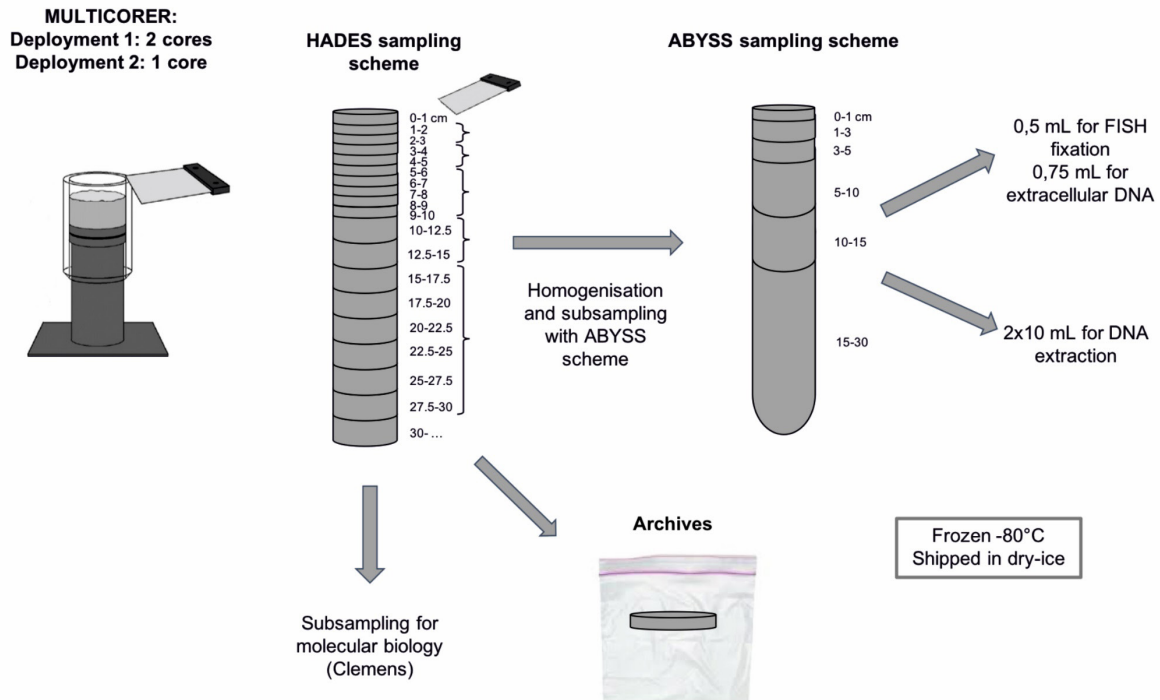 MULTICORER:
Deployment 1: 2 cores
Deployment 2: 1 core
HADES sampling
scheme
0-1 cm
1-2
2-3
3-4
4-5
5-6
6-7
7-8
8-9
9-10
10-12.5
12.5-15
15-17.5
17.5-20
20-22.5
22.5-25
25-27.5
27.5-30
30- ...
Homogenisation
and subsampling
with ABYSS
scheme
ABYSS sampling scheme
0-1 cm
1-3
3-5
5-10
10-15
15-30
0,5 mL for FISH
fixation
0,75 mL for
extracellular DNA
2x10 mL for DNA
extraction
Subsampling for
molecular biology
(Clemens)
Archives
Frozen -80°C
Shipped in dry-ice